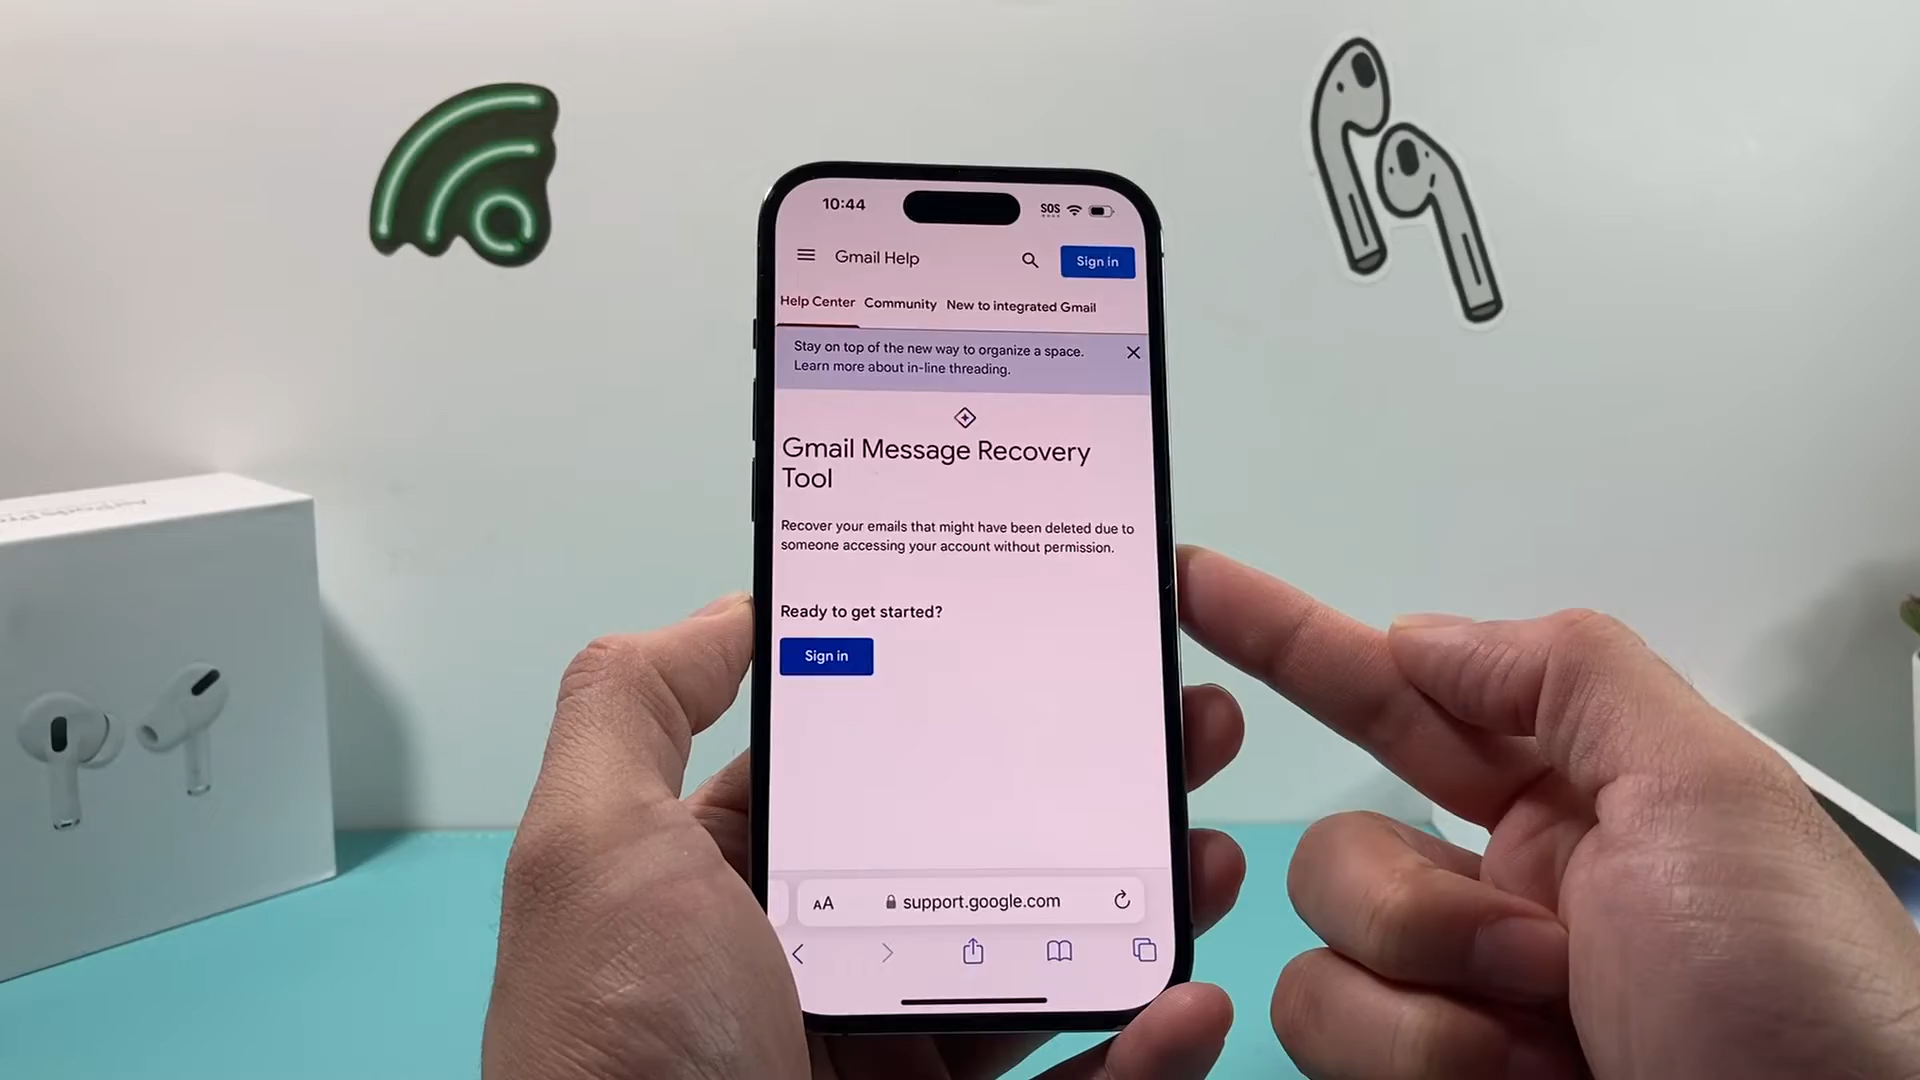 10:44
SOS
Gmail Help
Sign in
Help Center Community New to integrated Gmail
Stay on top of the new way to organize a space.
Learn more about in-line threading.
Gmail Message Recovery
Tool
Recover your emails that might have been deleted due to
someone accessing your account without permission.
Ready to get started?
Sign in
AA
support.google.com
AirPods Pro